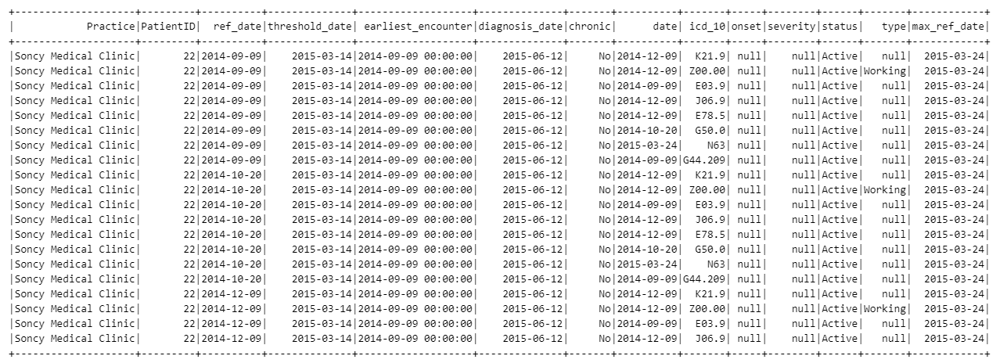 +--------------------+---------+----------+--------------+-------------------+--------------+-------+----------+-------+-----+--------+------+-------+------------+
|            Practice|PatientID|  ref_date|threshold_date| earliest_encounter|diagnosis_date|chronic|      date| icd_10|onset|severity|status|   type|max_ref_date|
+--------------------+---------+----------+--------------+-------------------+--------------+-------+----------+-------+-----+--------+------+-------+------------+
|Soncy Medical Clinic|       22|2014-09-09|    2015-03-14|2014-09-09 00:00:00|    2015-06-12|     No|2014-12-09|  K21.9| null|    null|Active|   null|  2015-03-24|
|Soncy Medical Clinic|       22|2014-09-09|    2015-03-14|2014-09-09 00:00:00|    2015-06-12|     No|2014-12-09| Z00.00| null|    null|Active|Working|  2015-03-24|
|Soncy Medical Clinic|       22|2014-09-09|    2015-03-14|2014-09-09 00:00:00|    2015-06-12|     No|2014-09-09|  E03.9| null|    null|Active|   null|  2015-03-24|
|Soncy Medical Clinic|       22|2014-09-09|    2015-03-14|2014-09-09 00:00:00|    2015-06-12|     No|2014-12-09|  J06.9| null|    null|Active|   null|  2015-03-24|
|Soncy Medical Clinic|       22|2014-09-09|    2015-03-14|2014-09-09 00:00:00|    2015-06-12|     No|2014-12-09|  E78.5| null|    null|Active|   null|  2015-03-24|
|Soncy Medical Clinic|       22|2014-09-09|    2015-03-14|2014-09-09 00:00:00|    2015-06-12|     No|2014-10-20|  G50.0| null|    null|Active|   null|  2015-03-24|
|Soncy Medical Clinic|       22|2014-09-09|    2015-03-14|2014-09-09 00:00:00|    2015-06-12|     No|2015-03-24|    N63| null|    null|Active|   null|  2015-03-24|
|Soncy Medical Clinic|       22|2014-09-09|    2015-03-14|2014-09-09 00:00:00|    2015-06-12|     No|2014-09-09|G44.209| null|    null|Active|   null|  2015-03-24|
|Soncy Medical Clinic|       22|2014-10-20|    2015-03-14|2014-09-09 00:00:00|    2015-06-12|     No|2014-12-09|  K21.9| null|    null|Active|   null|  2015-03-24|
|Soncy Medical Clinic|       22|2014-10-20|    2015-03-14|2014-09-09 00:00:00|    2015-06-12|     No|2014-12-09| Z00.00| null|    null|Active|Working|  2015-03-24|
|Soncy Medical Clinic|       22|2014-10-20|    2015-03-14|2014-09-09 00:00:00|    2015-06-12|     No|2014-09-09|  E03.9| null|    null|Active|   null|  2015-03-24|
|Soncy Medical Clinic|       22|2014-10-20|    2015-03-14|2014-09-09 00:00:00|    2015-06-12|     No|2014-12-09|  J06.9| null|    null|Active|   null|  2015-03-24|
|Soncy Medical Clinic|       22|2014-10-20|    2015-03-14|2014-09-09 00:00:00|    2015-06-12|     No|2014-12-09|  E78.5| null|    null|Active|   null|  2015-03-24|
|Soncy Medical Clinic|       22|2014-10-20|    2015-03-14|2014-09-09 00:00:00|    2015-06-12|     No|2014-10-20|  G50.0| null|    null|Active|   null|  2015-03-24|
|Soncy Medical Clinic|       22|2014-10-20|    2015-03-14|2014-09-09 00:00:00|    2015-06-12|     No|2015-03-24|    N63| null|    null|Active|   null|  2015-03-24|
|Soncy Medical Clinic|       22|2014-10-20|    2015-03-14|2014-09-09 00:00:00|    2015-06-12|     No|2014-09-09|G44.209| null|    null|Active|   null|  2015-03-24|
|Soncy Medical Clinic|       22|2014-12-09|    2015-03-14|2014-09-09 00:00:00|    2015-06-12|     No|2014-12-09|  K21.9| null|    null|Active|   null|  2015-03-24|
|Soncy Medical Clinic|       22|2014-12-09|    2015-03-14|2014-09-09 00:00:00|    2015-06-12|     No|2014-12-09| Z00.00| null|    null|Active|Working|  2015-03-24|
|Soncy Medical Clinic|       22|2014-12-09|    2015-03-14|2014-09-09 00:00:00|    2015-06-12|     No|2014-09-09|  E03.9| null|    null|Active|   null|  2015-03-24|
|Soncy Medical Clinic|       22|2014-12-09|    2015-03-14|2014-09-09 00:00:00|    2015-06-12|     No|2014-12-09|  J06.9| null|    null|Active|   null|  2015-03-24|
+--------------------+---------+----------+--------------+-------------------+--------------+-------+----------+-------+-----+--------+------+-------+------------+